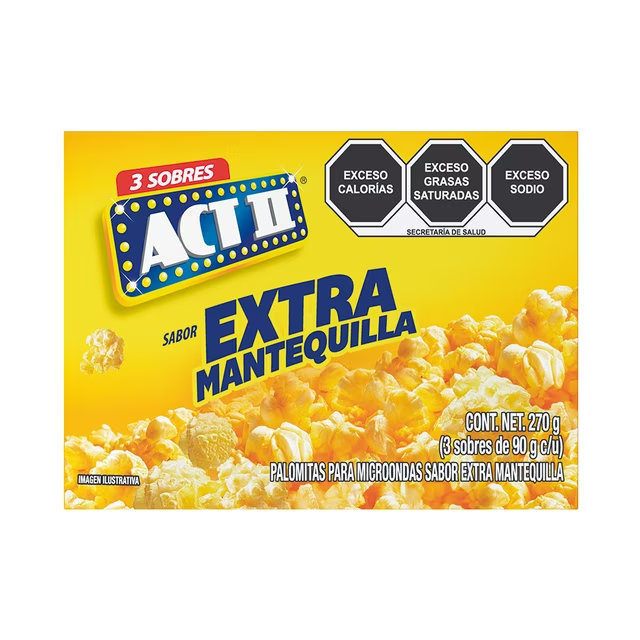 3 SOBRES
ACT II®
EXCESO
CALORÍAS
EXCESO
GRASAS
SATURADAS
EXCESO
SODIO
SECRETARÍA DE SALUD
SABOR
EXTRA
MANTEQUILLA
CONT. NET. 270 g
(3 sobres de 90 g c/u)
PALOMITAS PARA MICROONDAS SABOR EXTRA MANTEQUILLA
IMAGEN ILUSTRATIVA